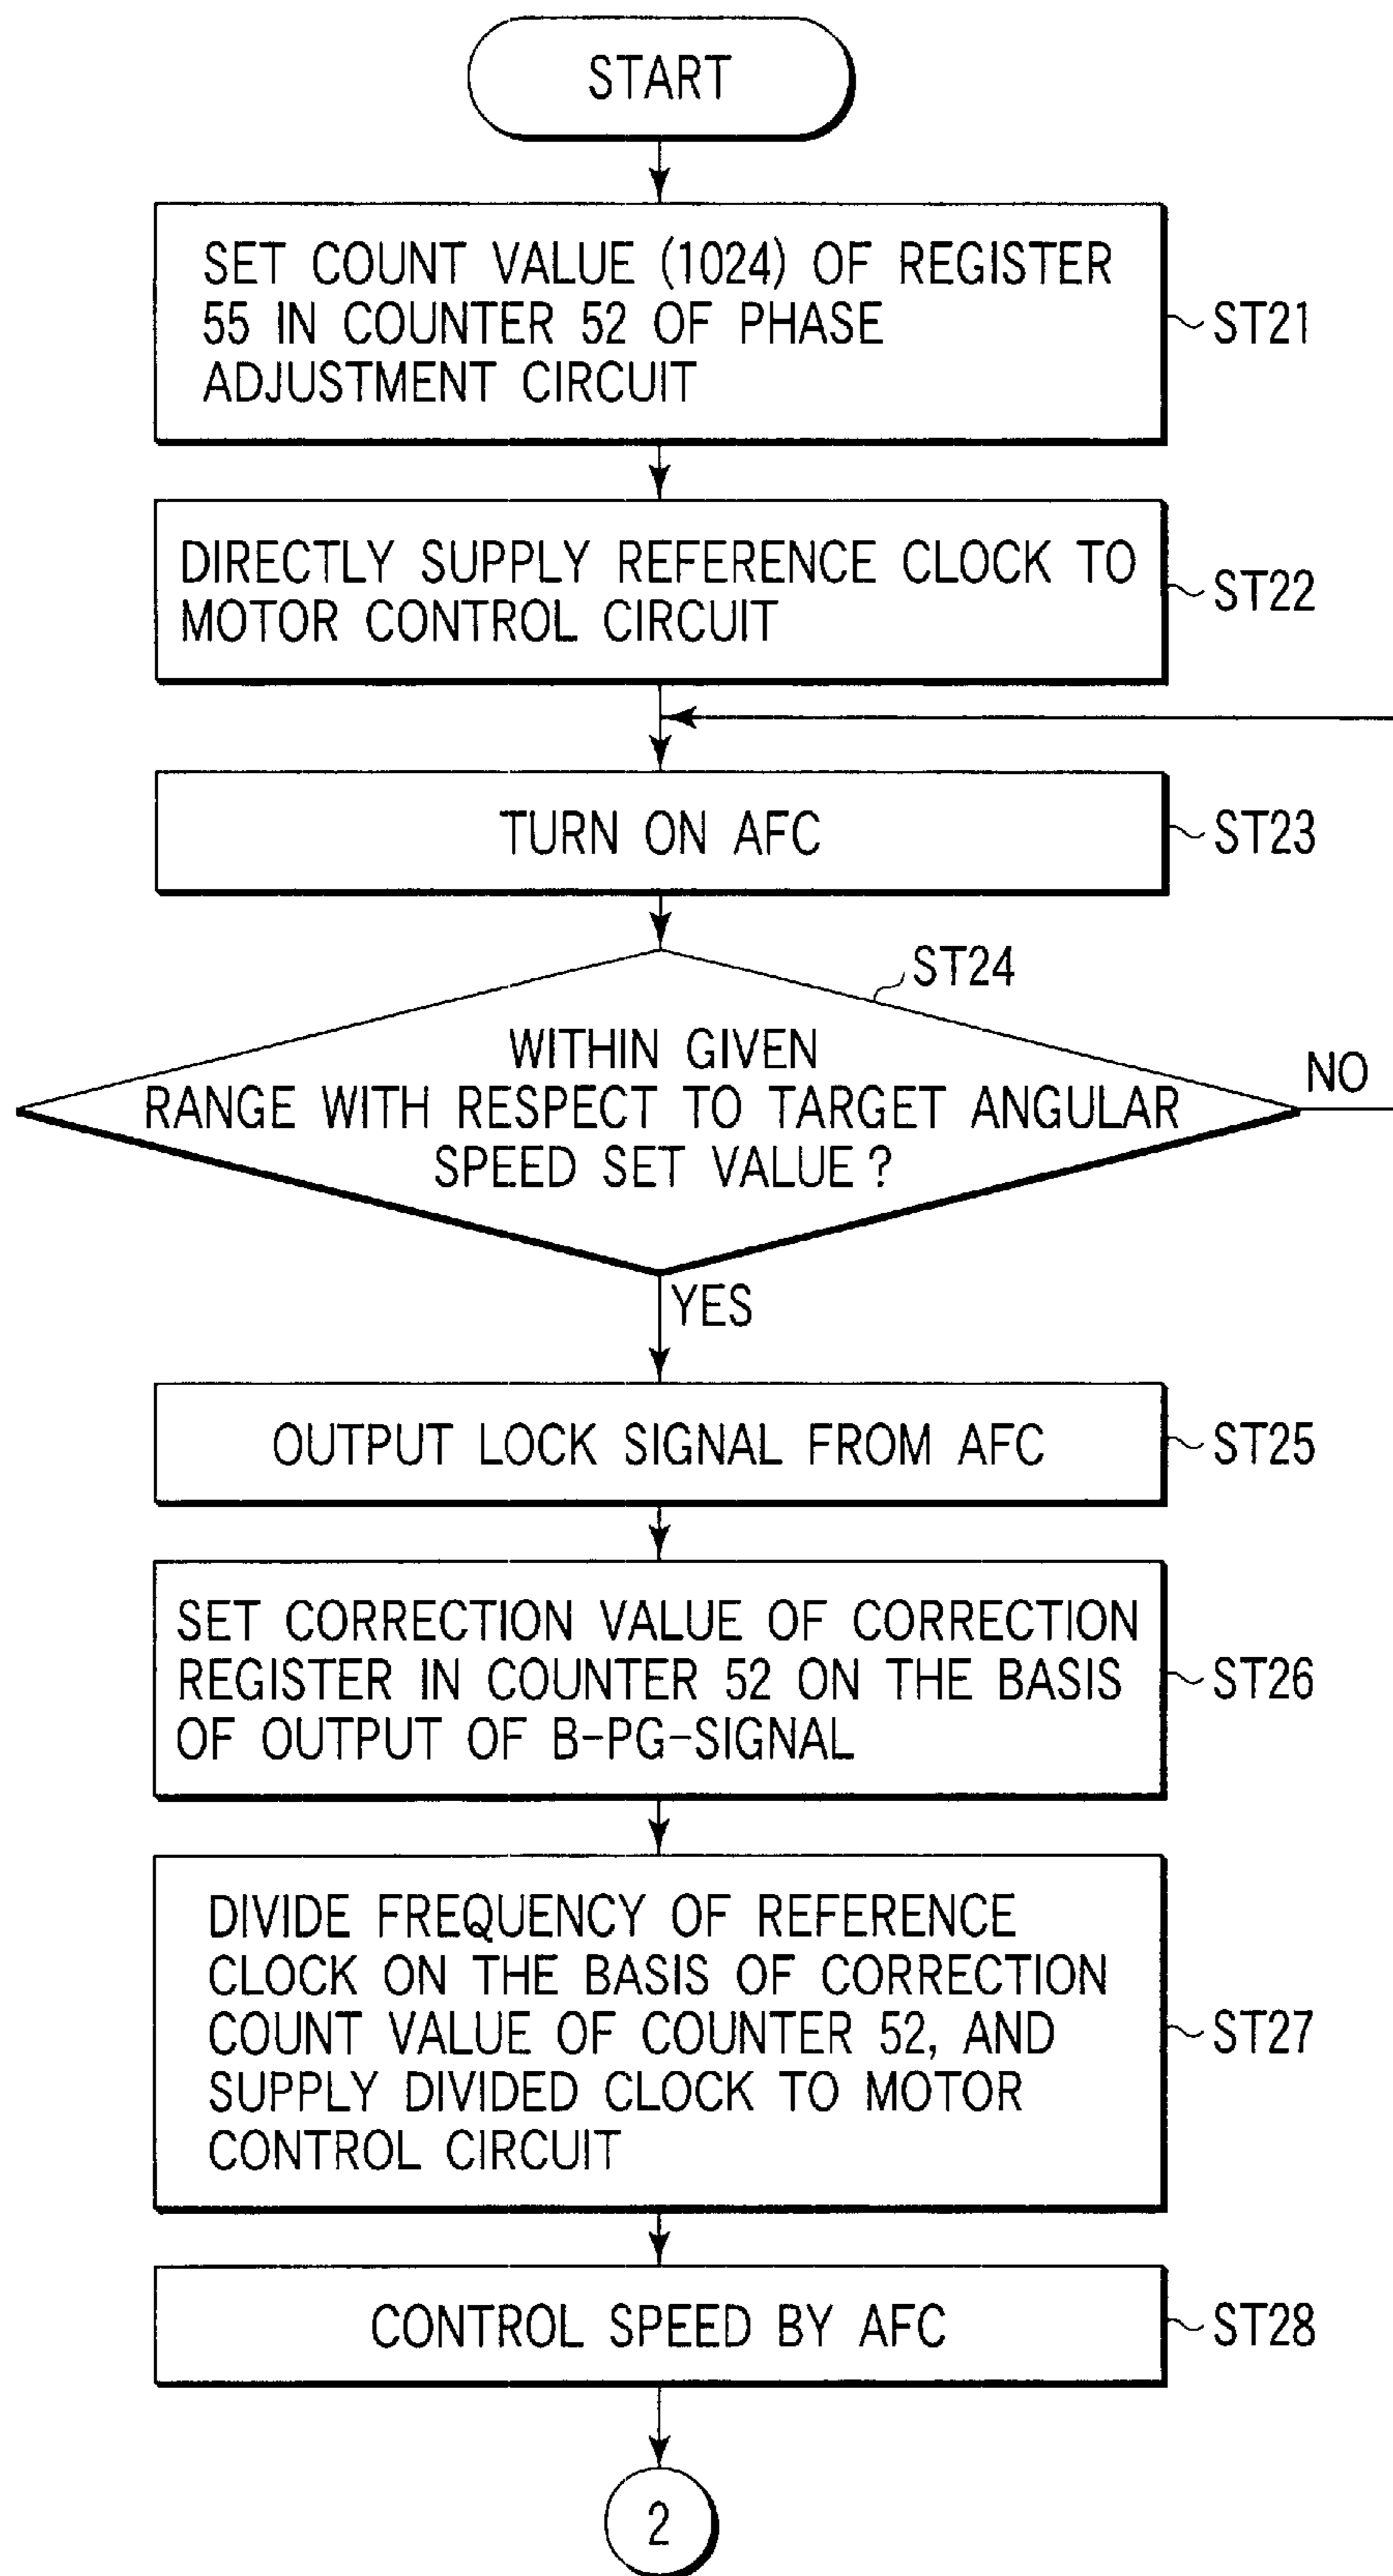 START
SET COUNT VALUE (1024) OF REGISTER
55 IN COUNTER 52 OF PHASE
ADJUSTMENT CIRCUIT
ST21
DIRECTLY SUPPLY REFERENCE CLOCK TO
MOTOR CONTROL CIRCUIT
ST22
TURN ON AFC
ST23
ST24
WITHIN GIVEN
RANGE WITH RESPECT TO TARGET ANGULAR
SPEED SET VALUE?
NO
YES
OUTPUT LOCK SIGNAL FROM AFC
ST25
SET CORRECTION VALUE OF CORRECTION
REGISTER IN COUNTER 52 ON THE BASIS
OF OUTPUT OF B-PG-SIGNAL
ST26
DIVIDE FREQUENCY OF REFERENCE
CLOCK ON THE BASIS OF CORRECTION
COUNT VALUE OF COUNTER 52, AND
SUPPLY DIVIDED CLOCK TO MOTOR
CONTROL CIRCUIT
ST27
CONTROL SPEED BY AFC
ST28
2